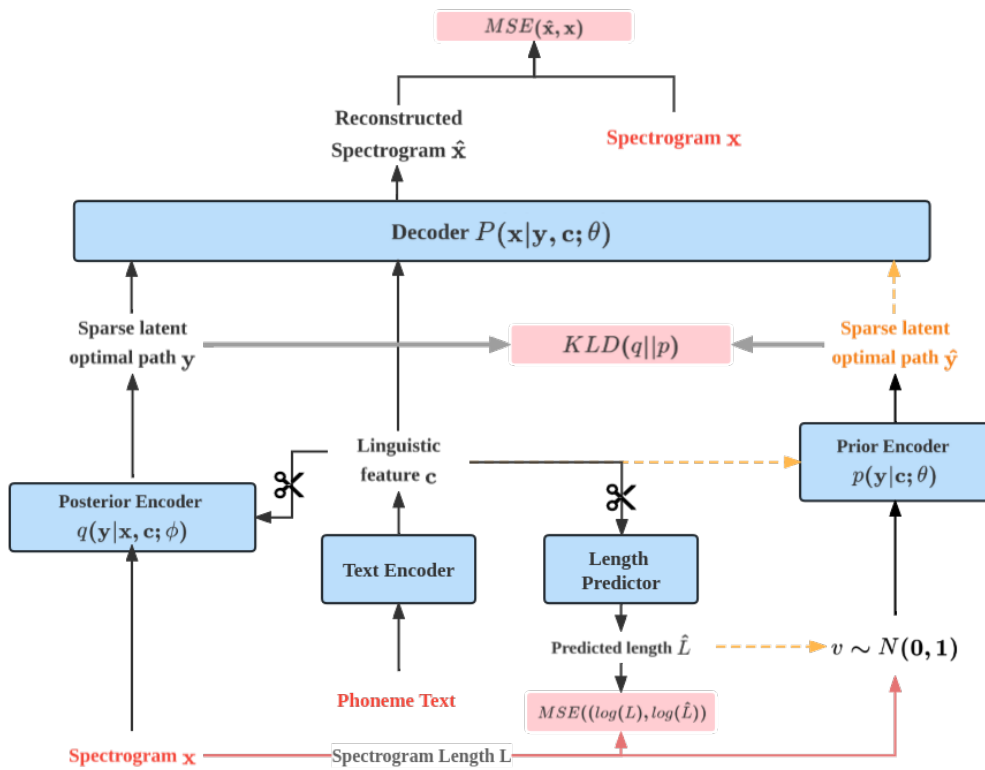 MSE(x̂, x)
Reconstructed
Spectrogram x̂
Spectrogram x
Decoder P(x|y, c; θ)
Sparse latent
optimal path y
KLD(q||p)
Sparse latent
optimal path ŷ
Linguistic
feature c
Prior Encoder
p(y|c; θ)
Posterior Encoder
q(y|x, c; ϕ)
Text Encoder
Length
Predictor
Predicted length L̂
v ∼ N(0, 1)
Phoneme Text
MSE((log(L), log(L̂))
Spectrogram x
Spectrogram Length L